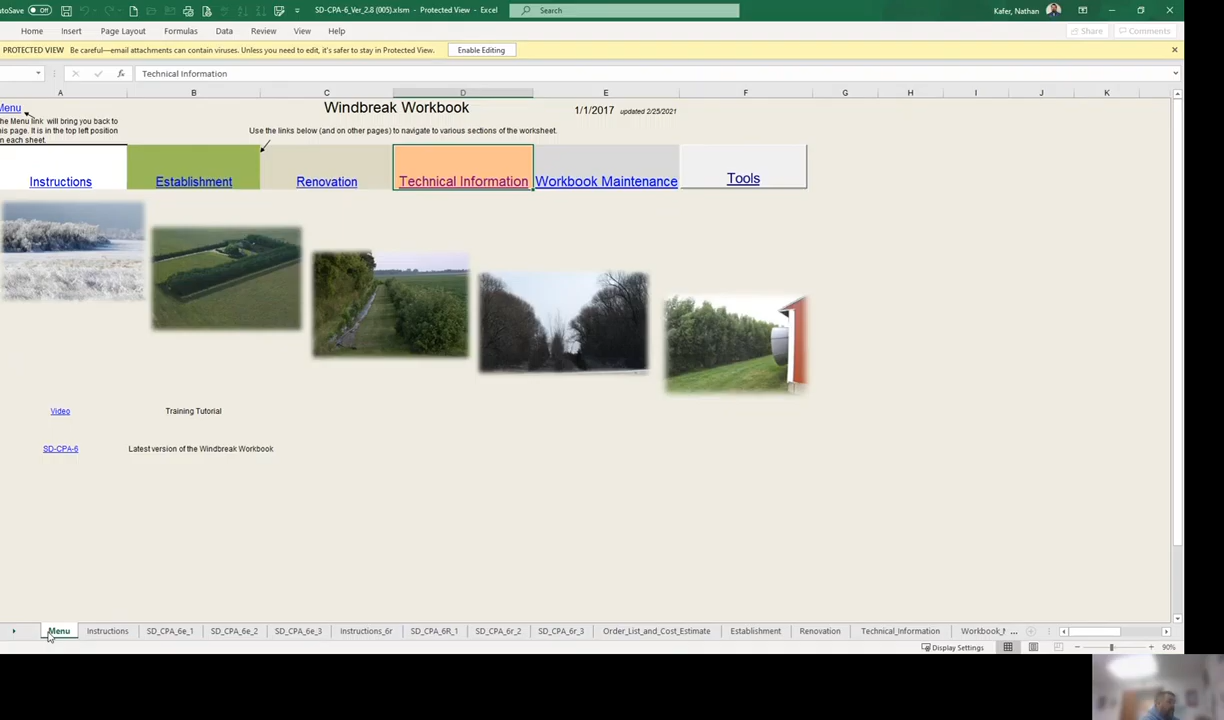 AutoSave Off
SD-CPA-6_Ver_2.8 (005).xlsm - Protected View - Excel
Search
Kafer, Nathan
Home Insert Page Layout Formulas Data Review View Help
Share Comments
PROTECTED VIEW Be careful—email attachments can contain viruses. Unless you need to edit, it's safer to stay in Protected View. Enable Editing
fx Technical Information
A B C D E F G H I J K
Menu
Windbreak Workbook
1/1/2017 updated 2/25/2021
he Menu link will bring you back to
his page. It is in the top left position
n each sheet.
Use the links below (and on other pages) to navigate to various sections of the worksheet.
Instructions Establishment Renovation Technical Information Workbook Maintenance Tools
Video Training Tutorial
SD-CPA-6 Latest version of the Windbreak Workbook
Menu Instructions SD_CPA_6e_1 SD_CPA_6e_2 SD_CPA_6e_3 Instructions_6r SD_CPA_6R_1 SD_CPA_6r_2 SD_CPA_6r_3 Order_List_and_Cost_Estimate Establishment Renovation Technical_Information Workbook_M ...
Display Settings 90%